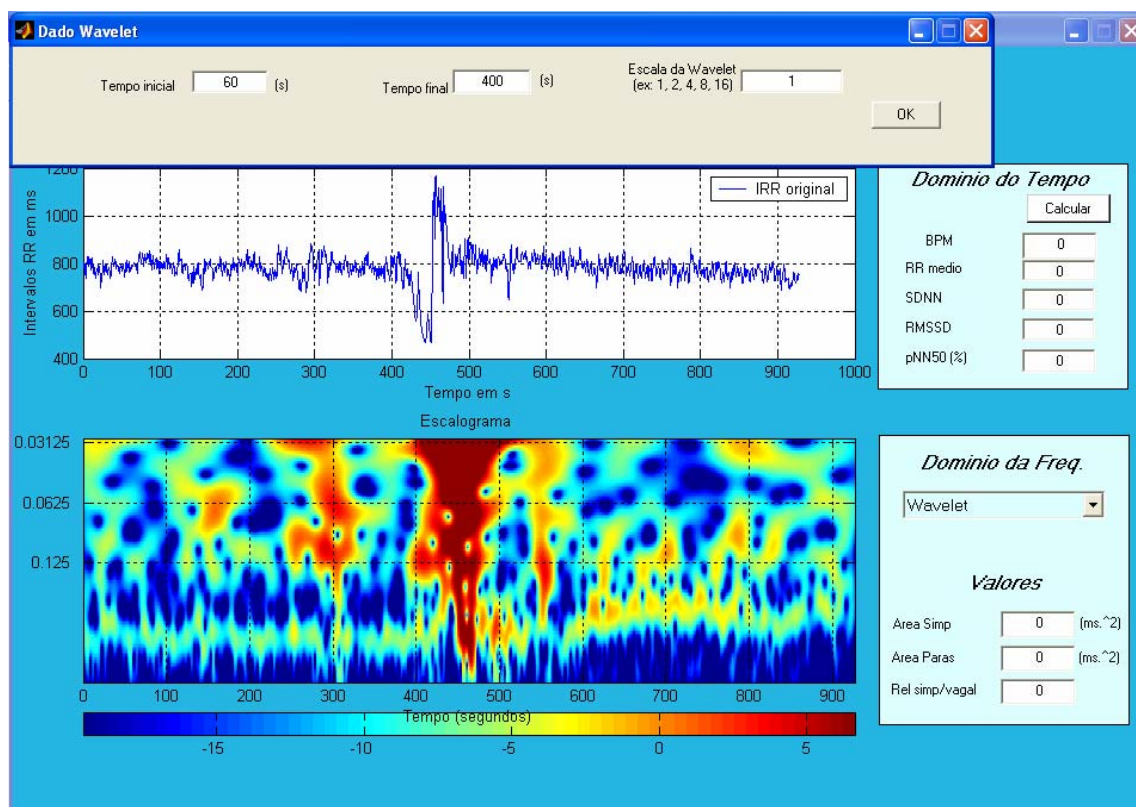 Dado Wavelet
Tempo inicial 60 (s)
Tempo final 400 (s)
Escala da Wavelet
(ex: 1, 2, 4, 8, 16) 1
OK
1200
1000
800
600
400
Intervalos RR em ms
IRR original
0 100 200 300 400 500 600 700 800 900 1000
Tempo em s
Dominio do Tempo
Calcular
BPM 0
RR medio 0
SDNN 0
RMSSD 0
pNN50 (%) 0
Escalograma
0.03125
0.0625
0.125
0 100 200 300 400 500 600 700 800 900
Tempo (segundos)
-15 -10 -5 0 5
Dominio da Freq.
Wavelet
Valores
Area Simp 0 (ms.^2)
Area Paras 0 (ms.^2)
Rel simp/vagal 0